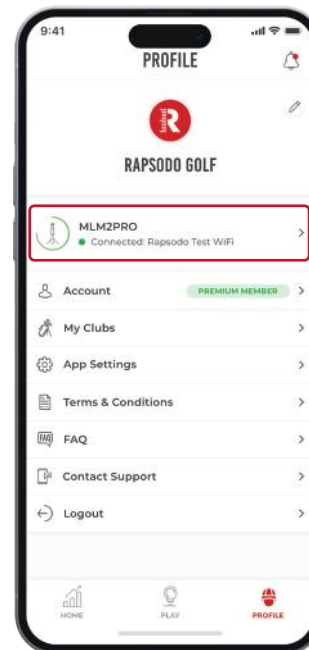 9:41
PROFILE
R
RAPSODO GOLF
MLM2PRO
Connected: Rapsodo Test WiFi
Account PREMIUM MEMBER
My Clubs
App Settings
Terms & Conditions
FAQ FAQ
Contact Support
Logout
HOME PLAY PROFILE